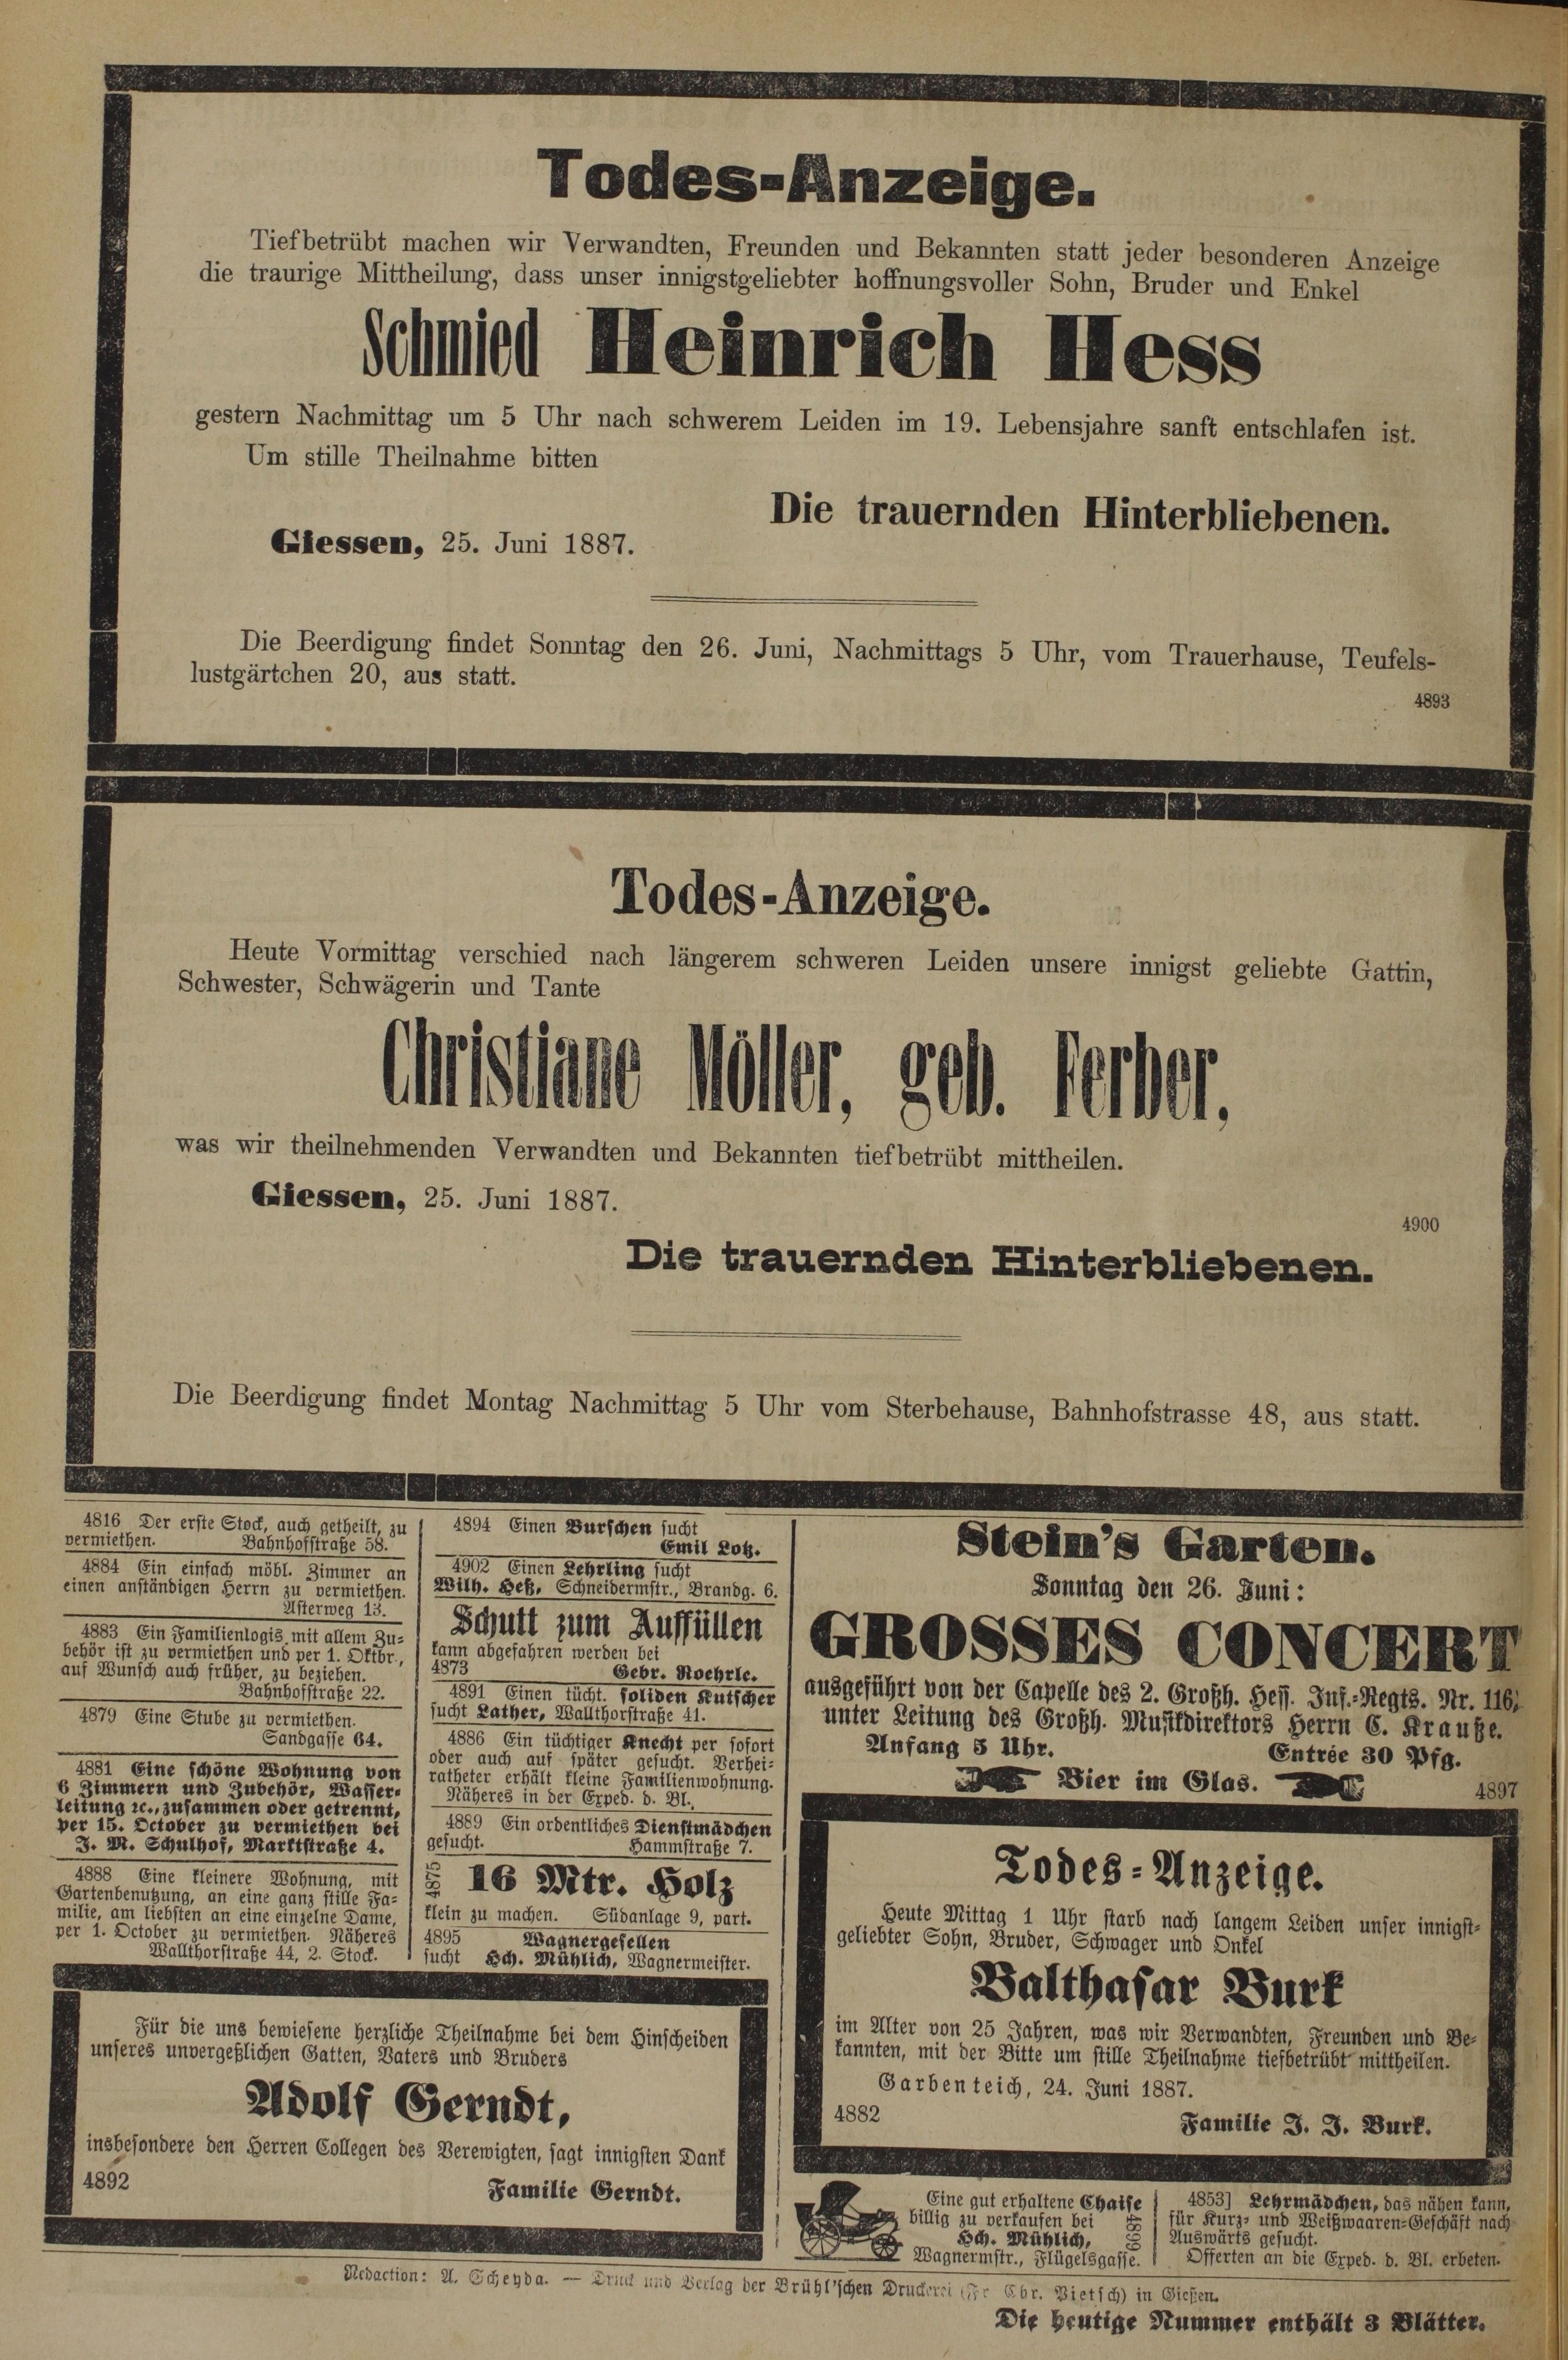 Todes-Anzeige.
Tiefbetrübt machen wir Verwandten, Freunden und Bekannten statt jeder besonderen Anzeige
die traurige Mittheilung, dass unser innigstgeliebter hoffnungsvoller Sohn, Bruder und Enkel
Schmied Heinrich Hess
gestern Nachmittag um 5 Uhr nach schwerem Leiden im 19. Lebensjahre sanft entschlafen ist.
Um stille Theilnahme bitten
Die trauernden Hinterbliebenen.
Giessen, 25. Juni 1887.
Die Beerdigung findet Sonntag den 26. Juni, Nachmittags 5 Uhr, vom Trauerhause, Teufels-
lustgärtchen 20, aus statt.
4893
Todes-Anzeige.
Heute Vormittag verschied nach längerem schweren Leiden unsere innigst geliebte Gattin,
Schwester, Schwägerin und Tante
Christiane Möller, geb. Ferber,
was wir theilnehmenden Verwandten und Bekannten tiefbetrübt mittheilen.
Giessen, 25. Juni 1887.
4900
Die trauernden Hinterbliebenen.
Die Beerdigung findet Montag Nachmittag 5 Uhr vom Sterbehause, Bahnhofstrasse 48, aus statt.
4816 Der erste Stock, auch getheilt, zu
vermiethen. Bahnhofstraße 58.
4884 Ein einfach möbl. Zimmer an
einen anständigen Herrn zu vermiethen.
Asterweg 13.
4883 Ein Familienlogis mit allem Zu-
behör ist zu vermiethen und per 1. Oktbr.,
auf Wunsch auch früher, zu beziehen.
Bahnhofstraße 22.
4879 Eine Stube zu vermiethen.
Sandgasse 64.
4881 Eine schöne Wohnung von
6 Zimmern und Zubehör, Wasser-
leitung ꝛc., zusammen oder getrennt,
per 15. October zu vermiethen bei
J. M. Schulhof, Marktstraße 4.
4888 Eine kleinere Wohnung, mit
Gartenbenutzung, an eine ganz stille Fa-
milie, am liebsten an eine einzelne Dame,
per 1. October zu vermiethen. Näheres
Wallthorstraße 44, 2. Stock.
4894 Einen Burschen sucht
Emil Lotz.
4902 Einen Lehrling sucht
Wilh. Heß, Schneidermstr., Brandg. 6.
Schutt zum Auffüllen
kann abgefahren werden bei
4873 Gebr. Roehrle.
4891 Einen tücht. soliden Kutscher
sucht Lather, Wallthorstraße 41.
4886 Ein tüchtiger Knecht per sofort
oder auch auf später gesucht. Verhei-
ratheter erhält kleine Familienwohnung.
Näheres in der Exped. d. Bl.
4889 Ein ordentliches Dienstmädchen
gesucht. Hammstraße 7.
4875
16 Mtr. Holz
klein zu machen. Südanlage 9, part.
4895 Wagnergesellen
sucht Hch. Mühlich, Wagnermeister.
Für die uns bewiesene herzliche Theilnahme bei dem Hinscheiden
unseres unvergeßlichen Gatten, Vaters und Bruders
Adolf Gerndt,
insbesondere den Herren Collegen des Verewigten, sagt innigsten Dank
4892 Familie Gerndt.
Stein's Garten.
Sonntag den 26. Juni:
GROSSES CONCERT
ausgeführt von der Capelle des 2. Großh. Hess. Inf.-Regts. Nr. 116,
unter Leitung des Großh. Musikdirektors Herrn C. Krauße.
Anfang 5 Uhr. Entrée 30 Pfg.
Bier im Glas. 4897
Todes-Anzeige.
Heute Mittag 1 Uhr starb nach langem Leiden unser innigst-
geliebter Sohn, Bruder, Schwager und Onkel
Balthasar Burk
im Alter von 25 Jahren, was wir Verwandten, Freunden und Be-
kannten, mit der Bitte um stille Theilnahme tiefbetrübt mittheilen.
Garbenteich, 24. Juni 1887.
4882 Familie J. J. Burk.
Eine gut erhaltene Chaise
billig zu verkaufen bei
Hch. Mühlich,
Wagnermstr., Flügelsgasse.
4899
4853] Lehrmädchen, das nähen kann,
für Kurz- und Weißwaaren-Geschäft nach
Auswärts gesucht.
Offerten an die Exped. d. Bl. erbeten.
Redaction: A. Scheyda. — Druck und Verlag der Brühl'schen Druckerei (Fr. Chr. Pietsch) in Gießen.
Die heutige Nummer enthält 3 Blätter.